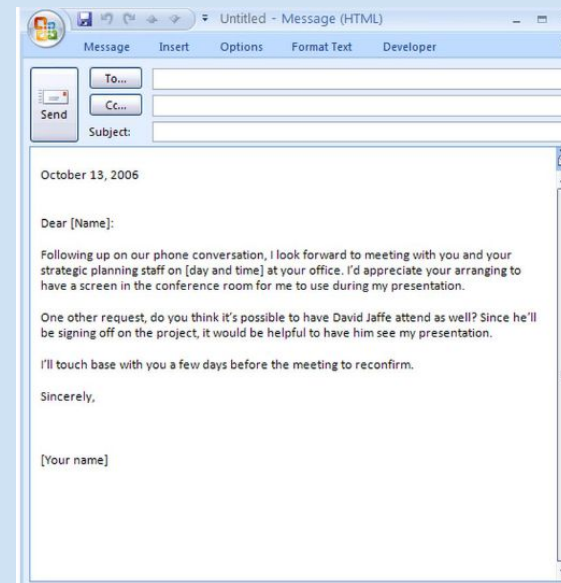 Untitled - Message (HTML)
Message Insert Options Format Text Developer
To...
Cc...
Send
Subject:
October 13, 2006
Dear [Name]:
Following up on our phone conversation, I look forward to meeting with you and your
strategic planning staff on [day and time] at your office. I'd appreciate your arranging to
have a screen in the conference room for me to use during my presentation.
One other request, do you think it's possible to have David Jaffe attend as well? Since he'll
be signing off on the project, it would be helpful to have him see my presentation.
I'll touch base with you a few days before the meeting to reconfirm.
Sincerely,
[Your name]